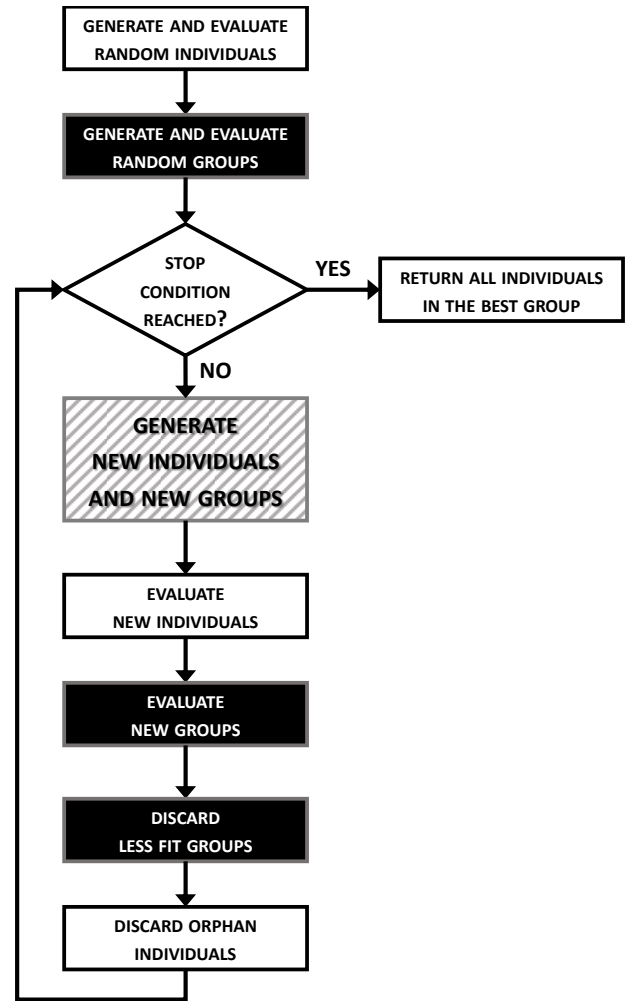 GENERATE AND EVALUATE
RANDOM INDIVIDUALS
GENERATE AND EVALUATE
RANDOM GROUPS
STOP
CONDITION
REACHED?
YES
RETURN ALL INDIVIDUALS
IN THE BEST GROUP
NO
GENERATE
NEW INDIVIDUALS
AND NEW GROUPS
EVALUATE
NEW INDIVIDUALS
EVALUATE
NEW GROUPS
DISCARD
LESS FIT GROUPS
DISCARD ORPHAN
INDIVIDUALS